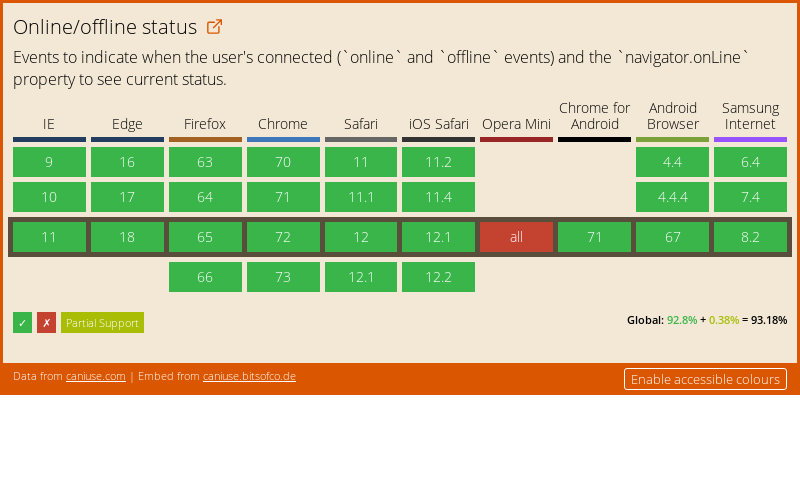 Online/offline status
Events to indicate when the user's connected (`online` and `offline` events) and the `navigator.onLine`
property to see current status.
IE Edge Firefox Chrome Safari iOS Safari Opera Mini Chrome for Android Android Browser Samsung Internet
9 16 63 70 11 11.2 4.4 6.4
10 17 64 71 11.1 11.4 4.4.4 7.4
11 18 65 72 12 12.1 all 71 67 8.2
66 73 12.1 12.2
✓ ✗ Partial Support Global: 92.8% + 0.38% = 93.18%
Data from caniuse.com | Embed from caniuse.bitsofco.de Enable accessible colours